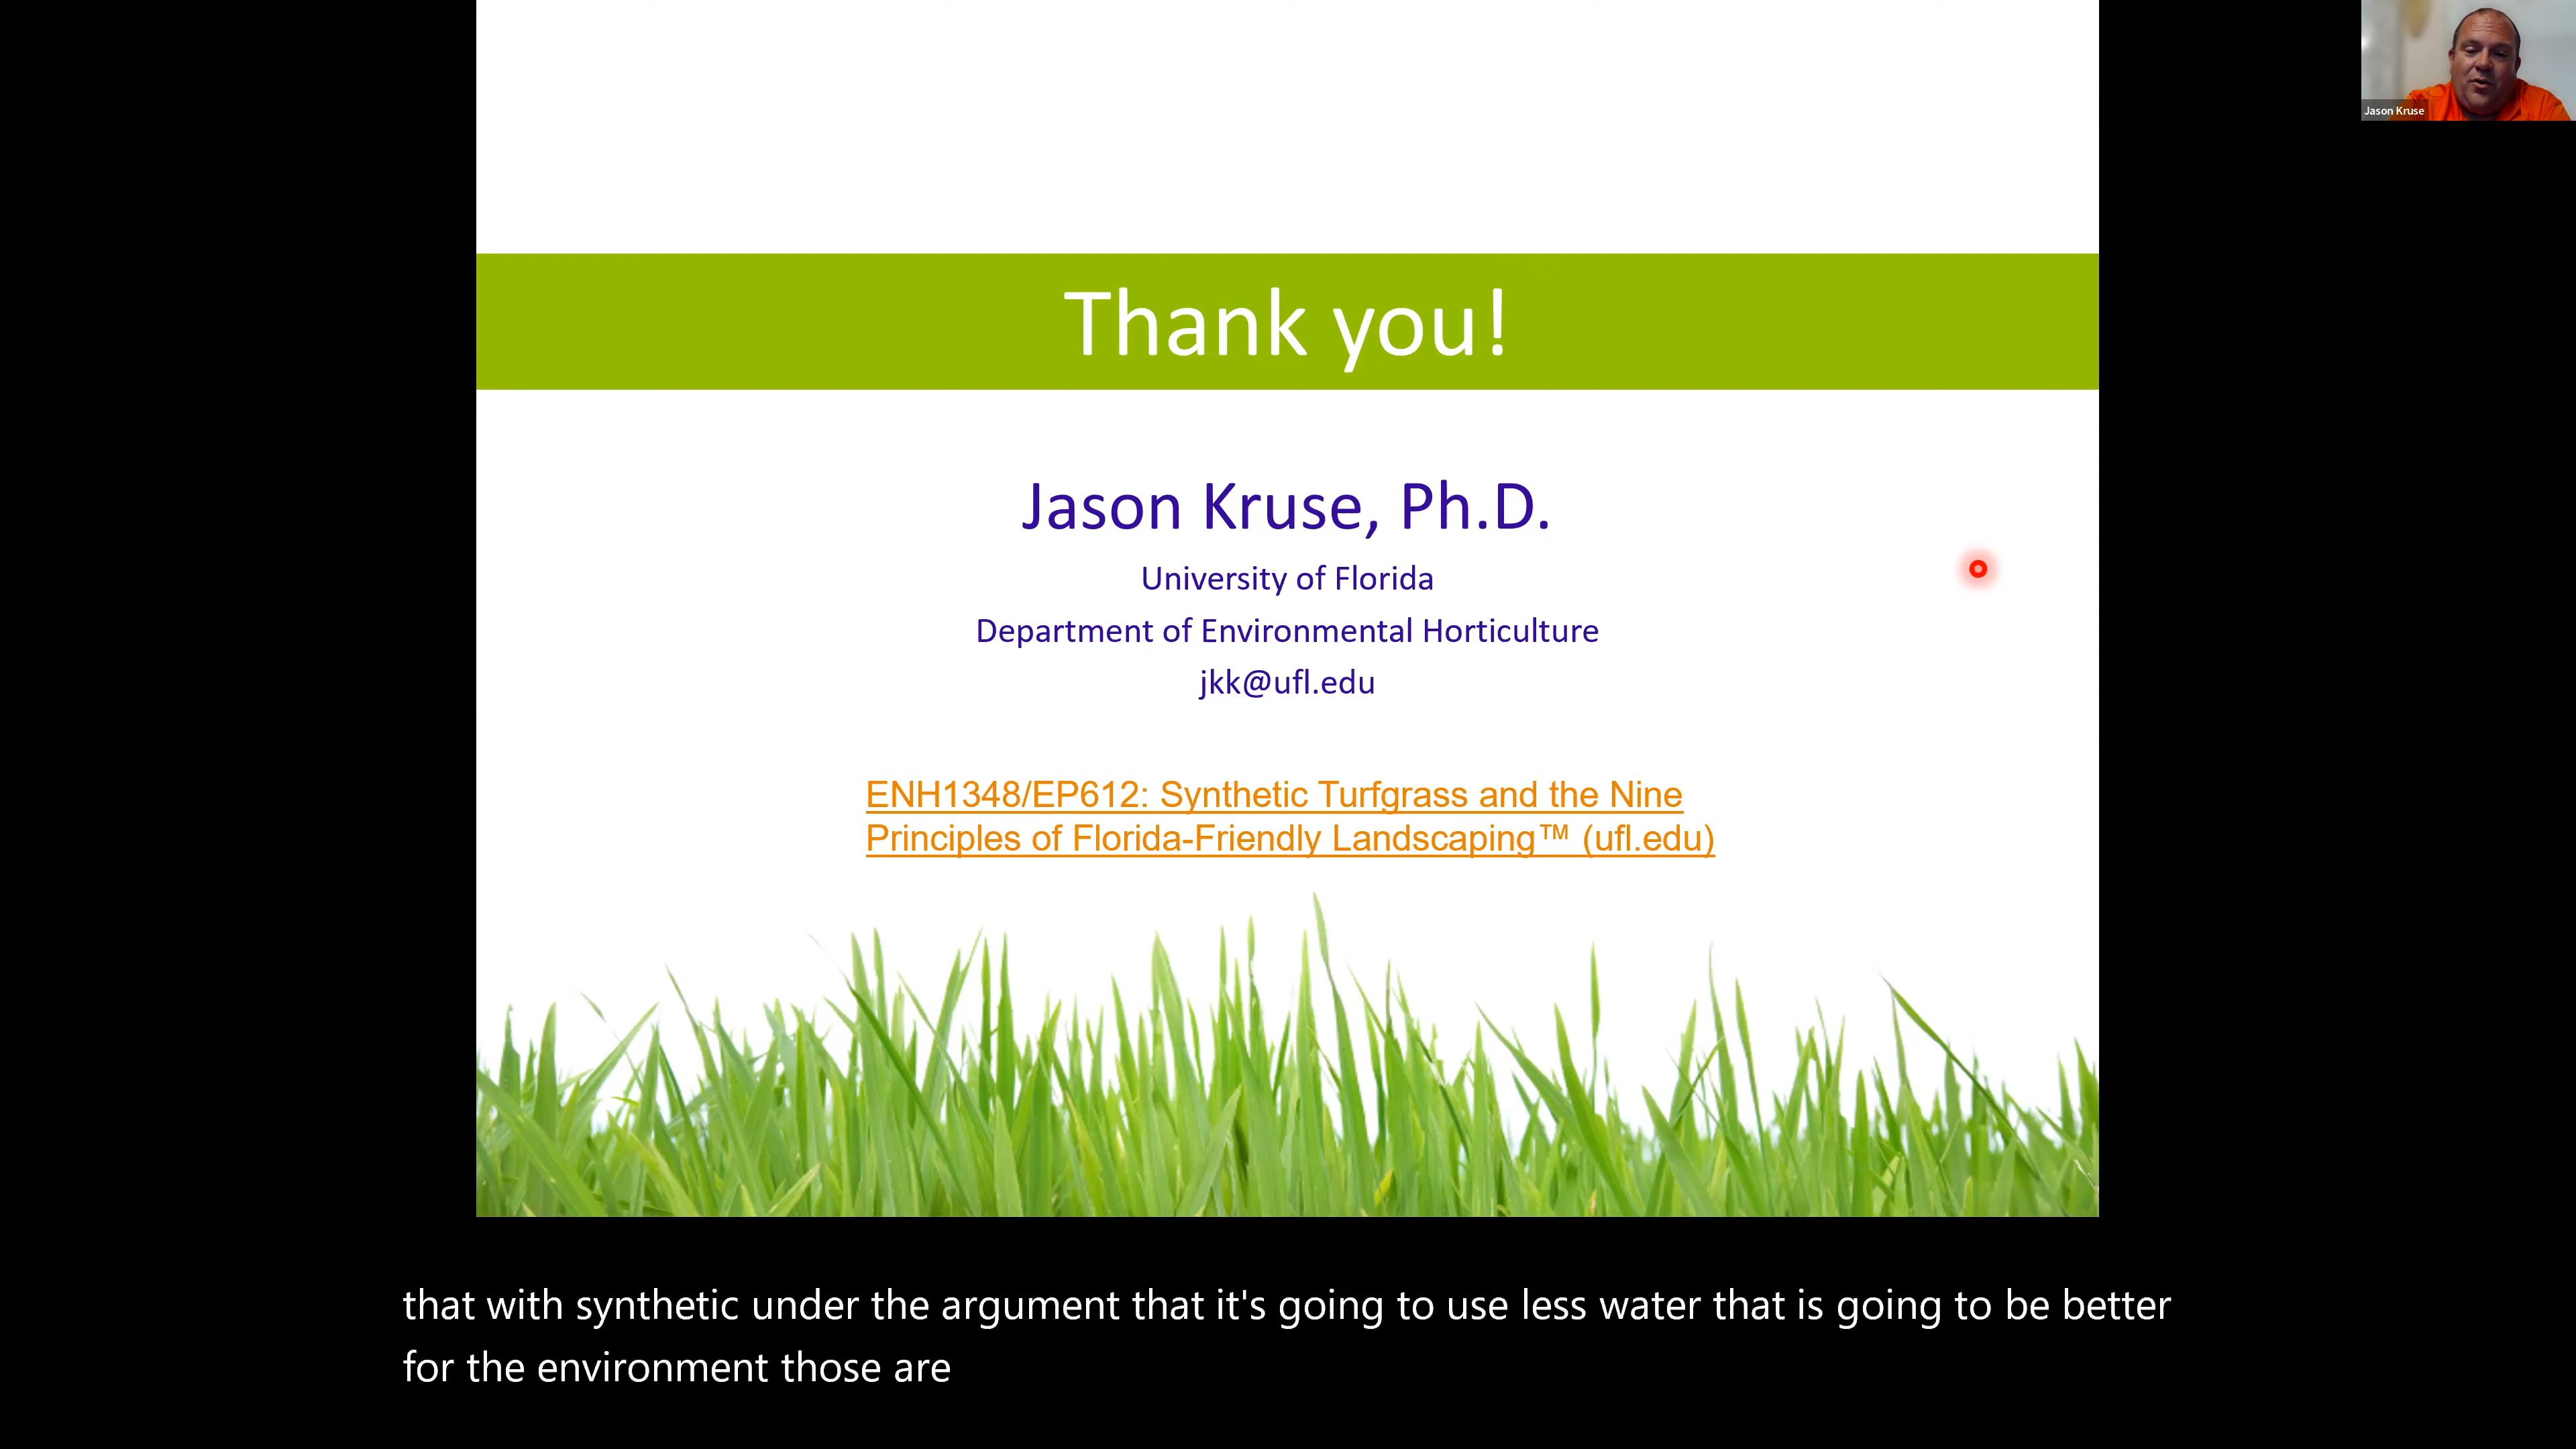 Jason Kruse
Thank you!
Jason Kruse, Ph.D.
University of Florida
Department of Environmental Horticulture
jkk@ufl.edu
ENH1348/EP612: Synthetic Turfgrass and the Nine
Principles of Florida-Friendly Landscaping™ (ufl.edu)
that with synthetic under the argument that it's going to use less water that is going to be better
for the environment those are